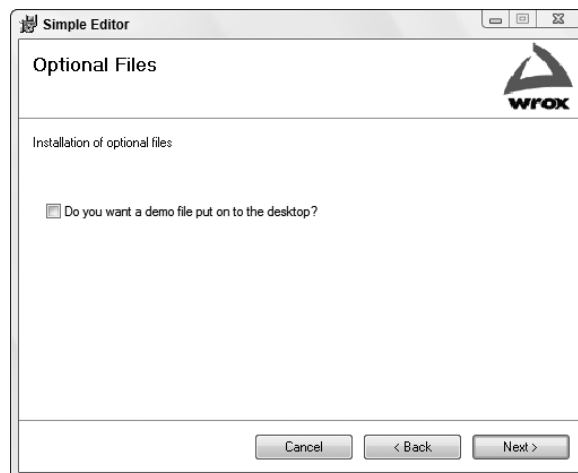 Simple Editor
Optional Files
wrox
Installation of optional files
Do you want a demo file put on to the desktop?
Cancel
< Back
Next >